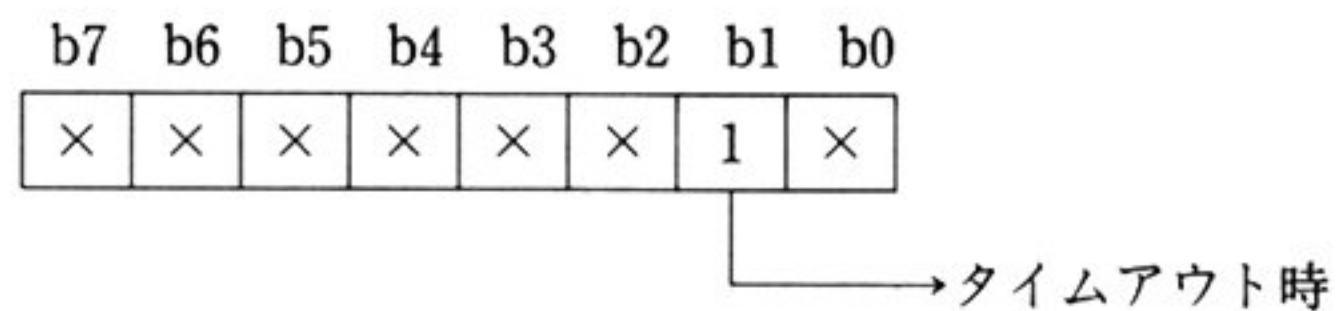 b7 b6 b5 b4 b3 b2 b1 b0
× × × × × × 1 ×
タイムアウト時